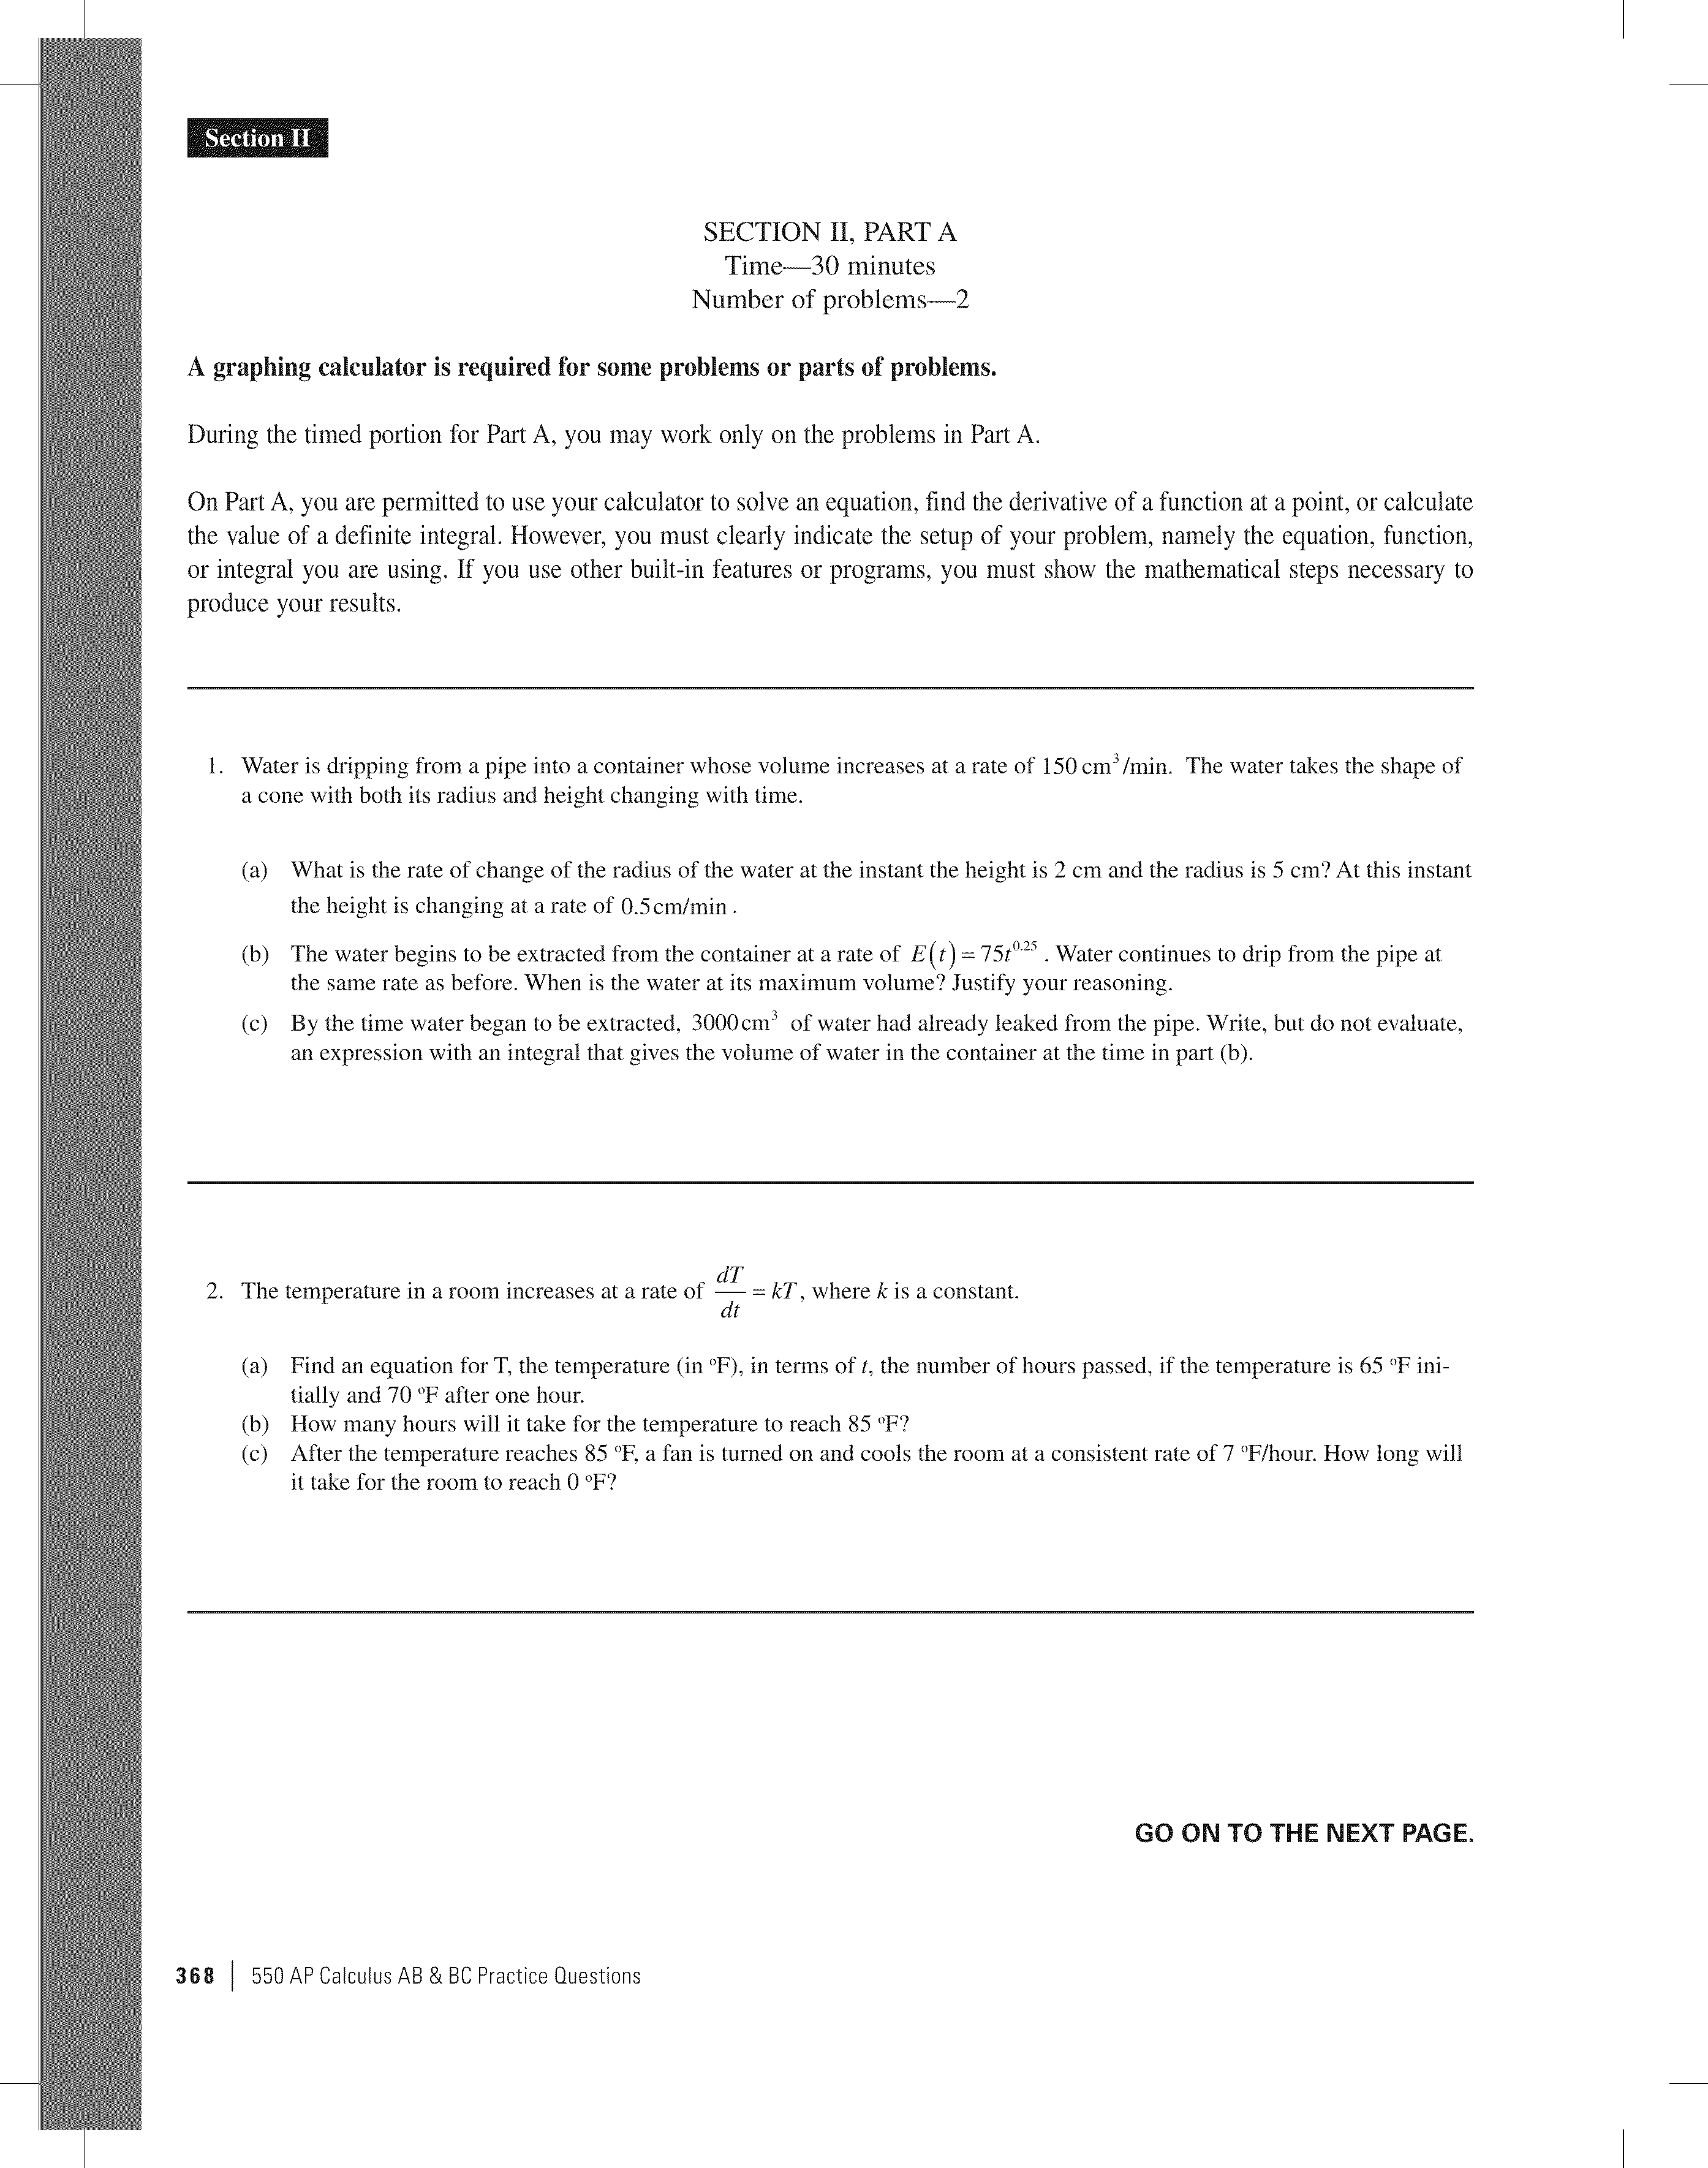 Section II
SECTION II, PART A
Time—30 minutes
Number of problems—2
A graphing calculator is required for some problems or parts of problems.
During the timed portion for Part A, you may work only on the problems in Part A.
On Part A, you are permitted to use your calculator to solve an equation, find the derivative of a function at a point, or calculate
the value of a definite integral. However, you must clearly indicate the setup of your problem, namely the equation, function,
or integral you are using. If you use other built-in features or programs, you must show the mathematical steps necessary to
produce your results.
1. Water is dripping from a pipe into a container whose volume increases at a rate of 150 cm³/min. The water takes the shape of
a cone with both its radius and height changing with time.
(a) What is the rate of change of the radius of the water at the instant the height is 2 cm and the radius is 5 cm? At this instant
the height is changing at a rate of 0.5 cm/min.
(b) The water begins to be extracted from the container at a rate of E(t) = 75t^0.25. Water continues to drip from the pipe at
the same rate as before. When is the water at its maximum volume? Justify your reasoning.
(c) By the time water began to be extracted, 3000 cm³ of water had already leaked from the pipe. Write, but do not evaluate,
an expression with an integral that gives the volume of water in the container at the time in part (b).
2. The temperature in a room increases at a rate of dT/dt = kT, where k is a constant.
(a) Find an equation for T, the temperature (in ºF), in terms of t, the number of hours passed, if the temperature is 65 ºF ini-
tially and 70 ºF after one hour.
(b) How many hours will it take for the temperature to reach 85 ºF?
(c) After the temperature reaches 85 ºF, a fan is turned on and cools the room at a consistent rate of 7 ºF/hour. How long will
it take for the room to reach 0 ºF?
GO ON TO THE NEXT PAGE.
368 | 550 AP Calculus AB & BC Practice Questions